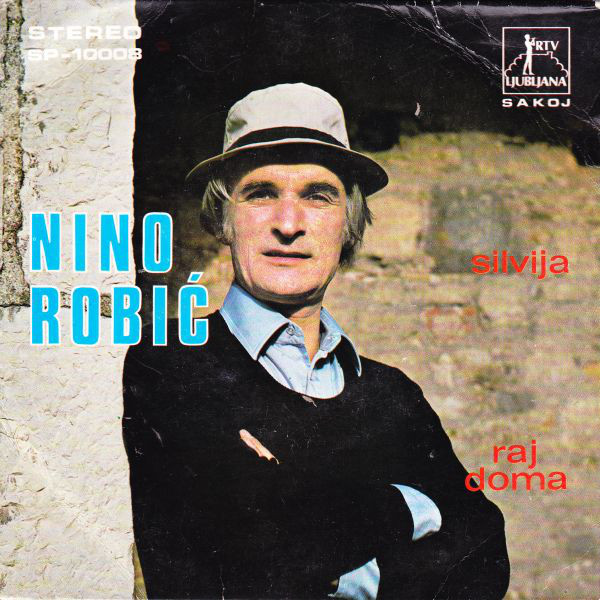 STEREO
SP-10008
RTV
LJUBLJANA
SAKOJ
NINO
ROBIĆ
silvija
raj
doma